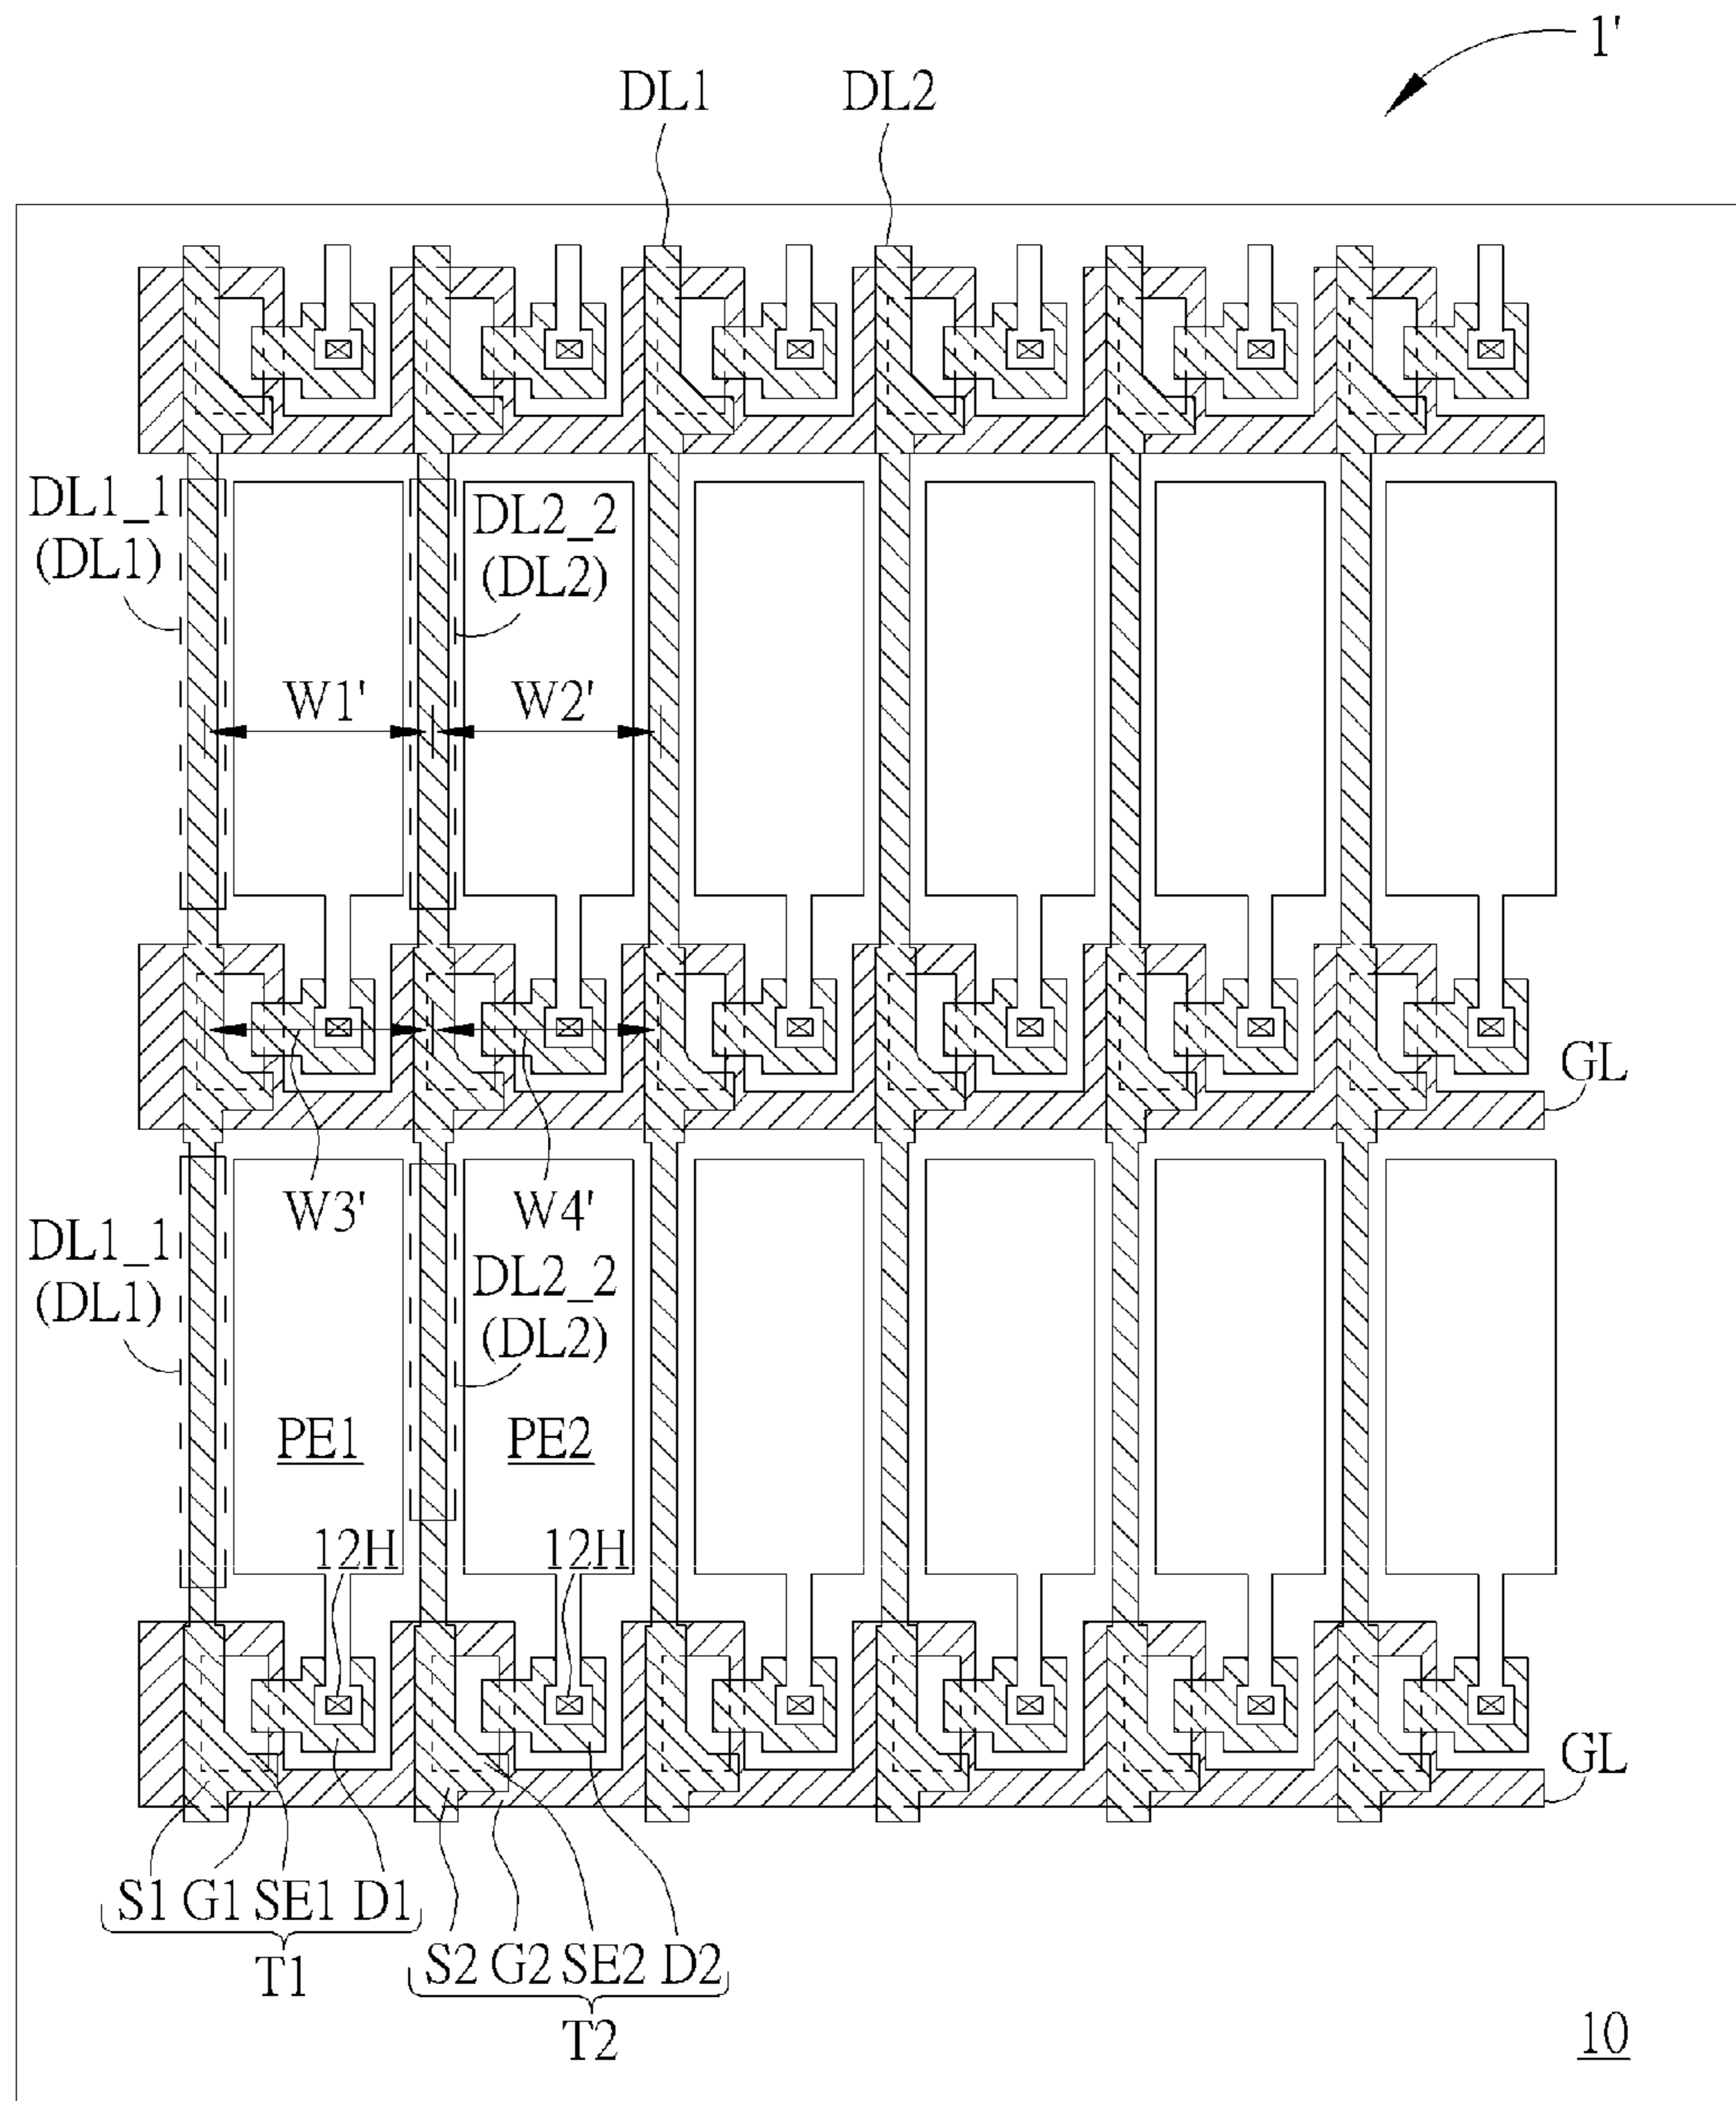 1'
DL1
DL2
DL1_1
(DL1)
DL2_2
(DL2)
W1'
W2'
GL
W3'
W4'
DL1_1
(DL1)
DL2_2
(DL2)
PE1
PE2
12H
12H
GL
S1 G1 SE1 D1
T1
S2 G2 SE2 D2
T2
10